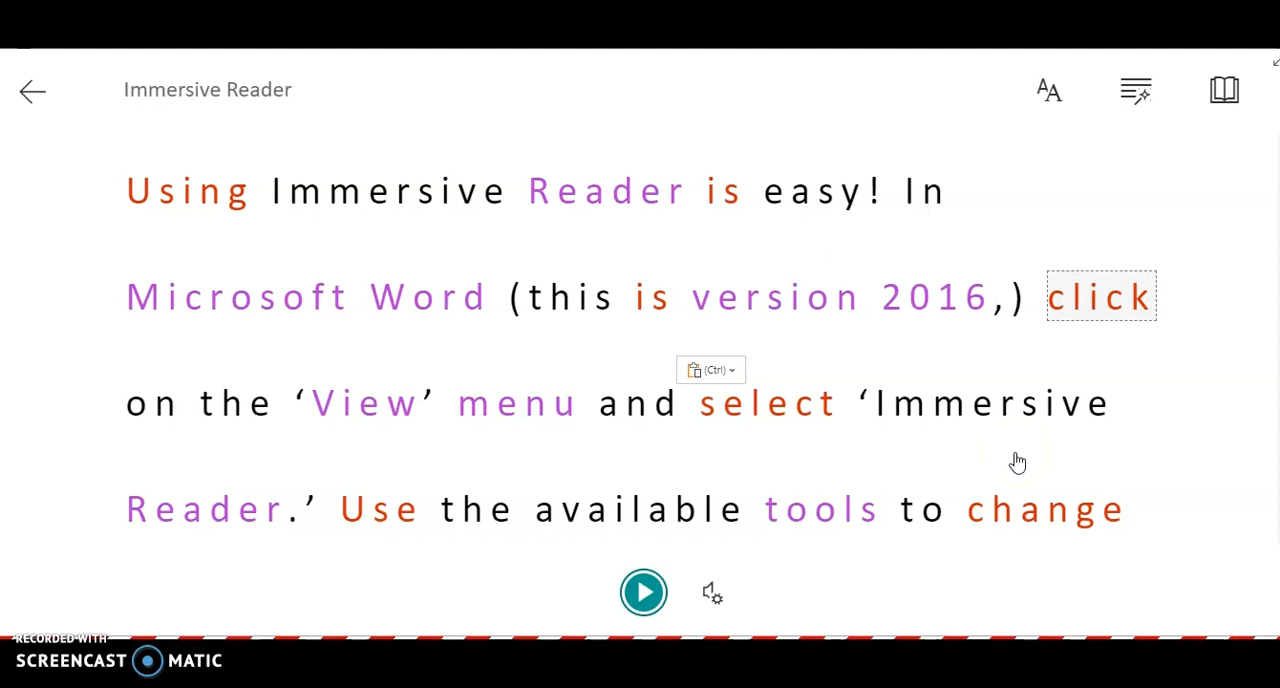 Immersive Reader
AA
Using Immersive Reader is easy! In
Microsoft Word (this is version 2016,) click
(Ctrl)
on the ‘View’ menu and select ‘Immersive
Reader.’ Use the available tools to change
RECORDED WITH
SCREENCAST MATIC